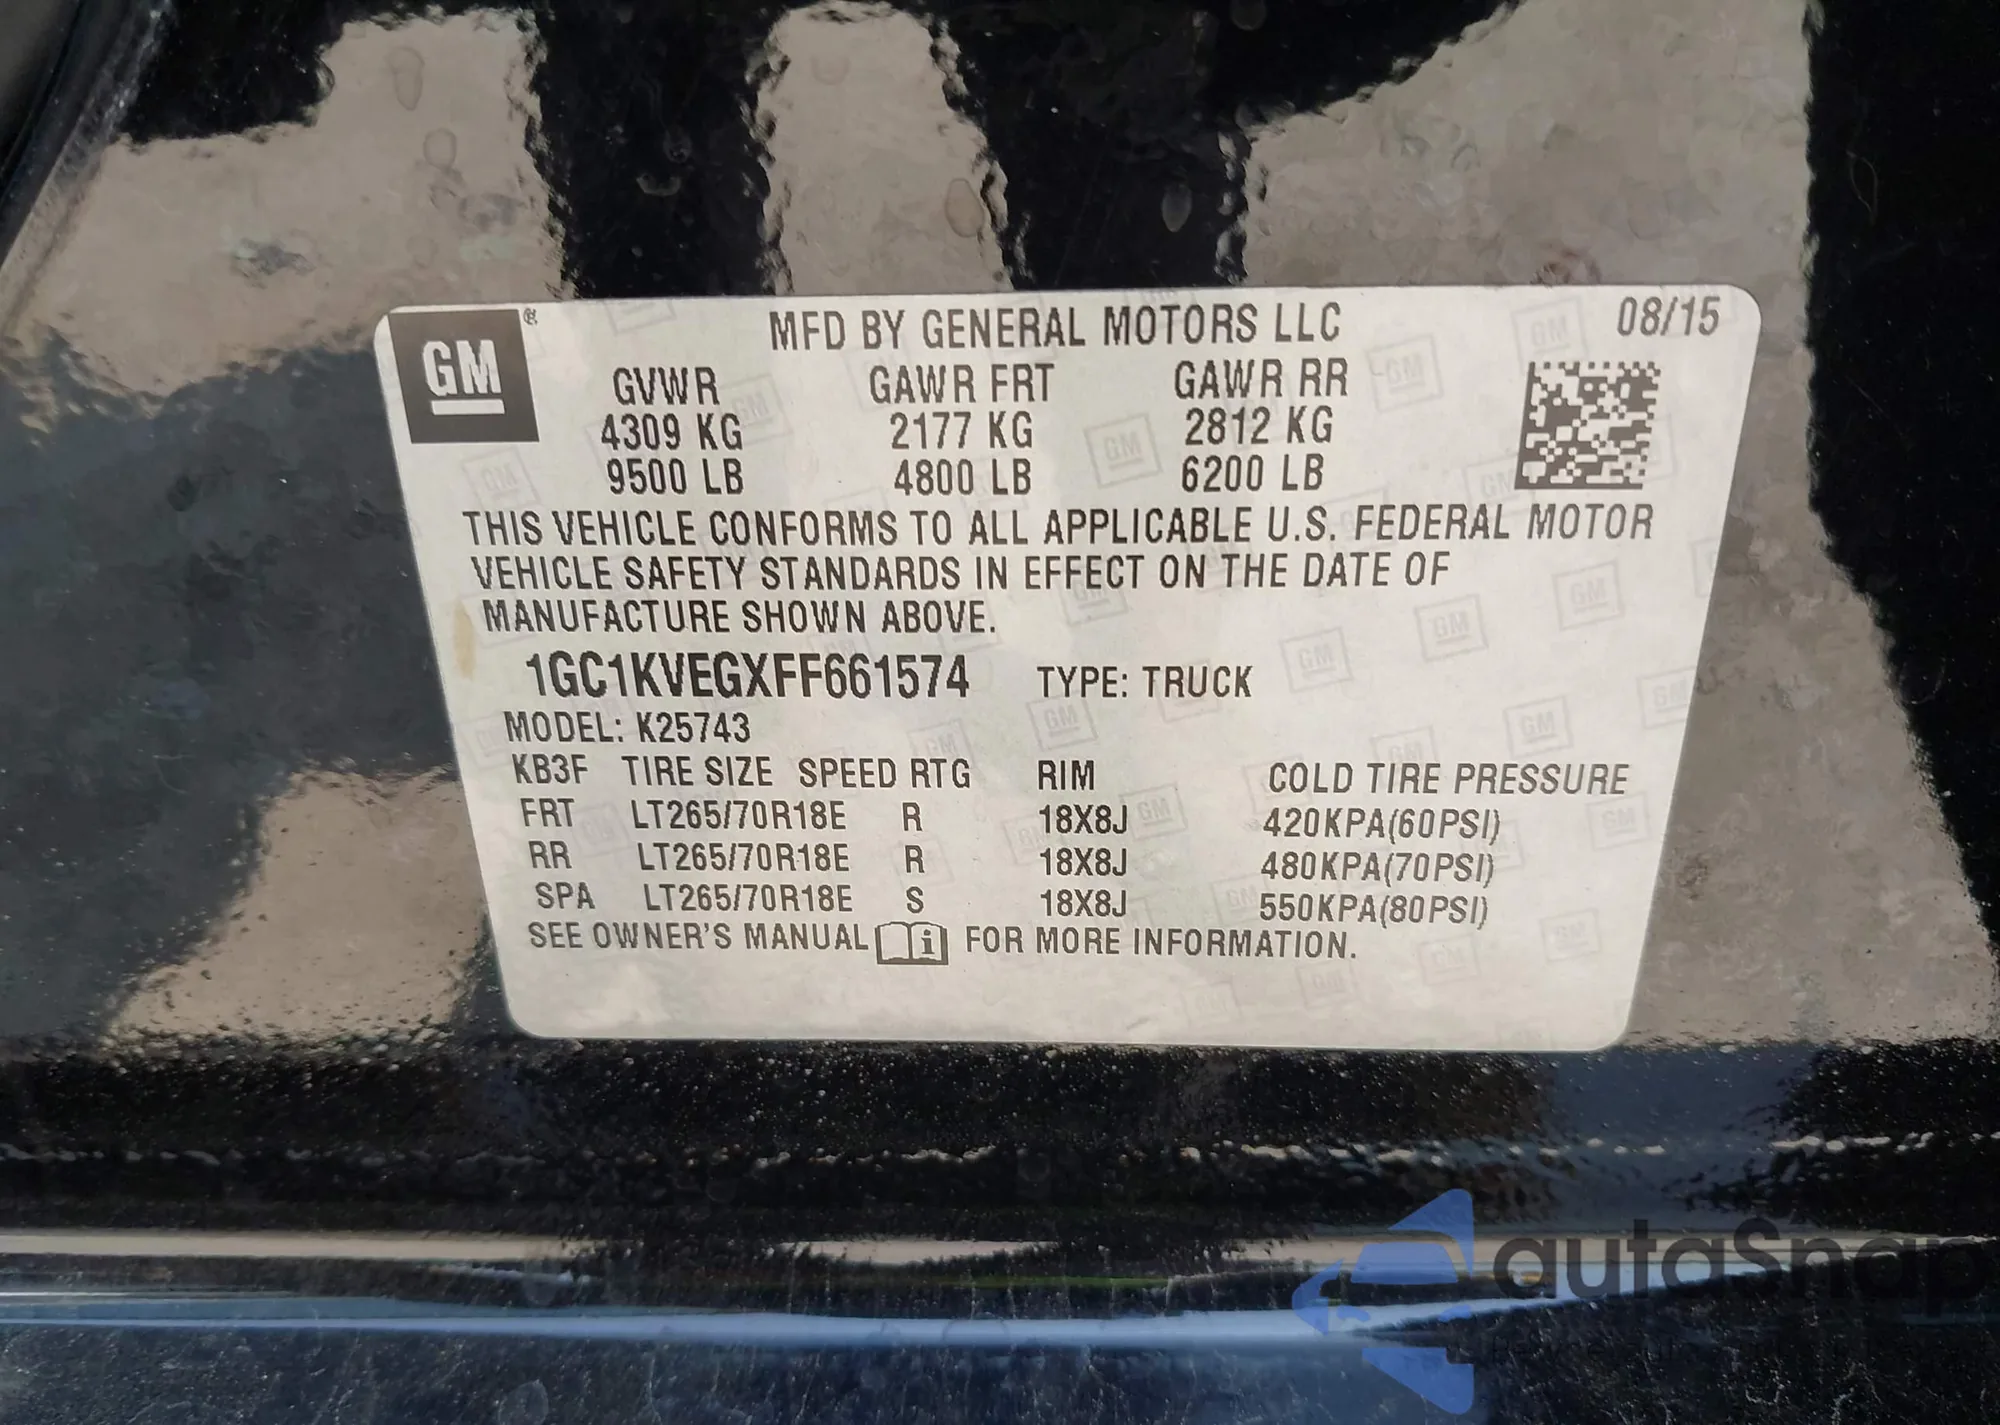 GM® MFD BY GENERAL MOTORS LLC 08/15
GVWR GAWR FRT GAWR RR
4309 KG 2177 KG 2812 KG
9500 LB 4800 LB 6200 LB
THIS VEHICLE CONFORMS TO ALL APPLICABLE U.S. FEDERAL MOTOR
VEHICLE SAFETY STANDARDS IN EFFECT ON THE DATE OF
MANUFACTURE SHOWN ABOVE.
1GC1KVEGXFF661574 TYPE: TRUCK
MODEL: K25743
KB3F TIRE SIZE SPEED RTG RIM COLD TIRE PRESSURE
FRT LT265/70R18E R 18X8J 420KPA(60PSI)
RR LT265/70R18E R 18X8J 480KPA(70PSI)
SPA LT265/70R18E S 18X8J 550KPA(80PSI)
SEE OWNER'S MANUAL FOR MORE INFORMATION.
autaSnap